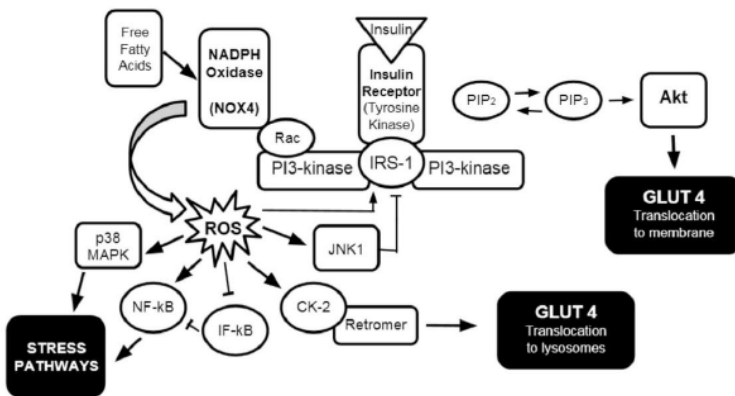 Free
Fatty
Acids
NADPH
Oxidase
(NOX4)
Insulin
Insulin
Receptor
(Tyrosine
Kinase)
PIP₂
PIP₃
Akt
Rac
PI3-kinase
IRS-1
PI3-kinase
GLUT 4
Translocation
to membrane
ROS
p38
MAPK
JNK1
NF-kB
IF-kB
CK-2
Retromer
GLUT 4
Translocation
to lysosomes
STRESS
PATHWAYS